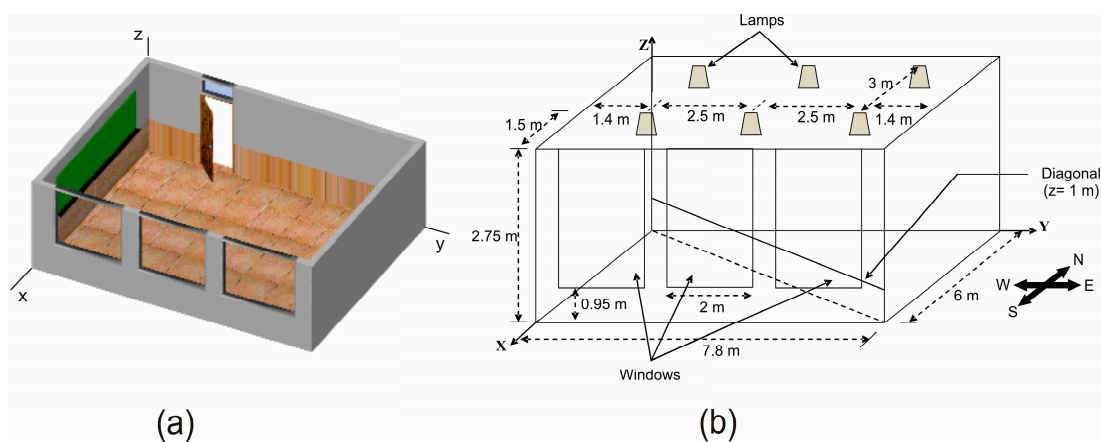 z
y
x
(a)
Lamps
Z
3 m
1.5 m
1.4 m
2.5 m
2.5 m
1.4 m
Diagonal
(z= 1 m)
2.75 m
Y
N
W
E
S
0.95 m
2 m
6 m
X
7.8 m
Windows
(b)